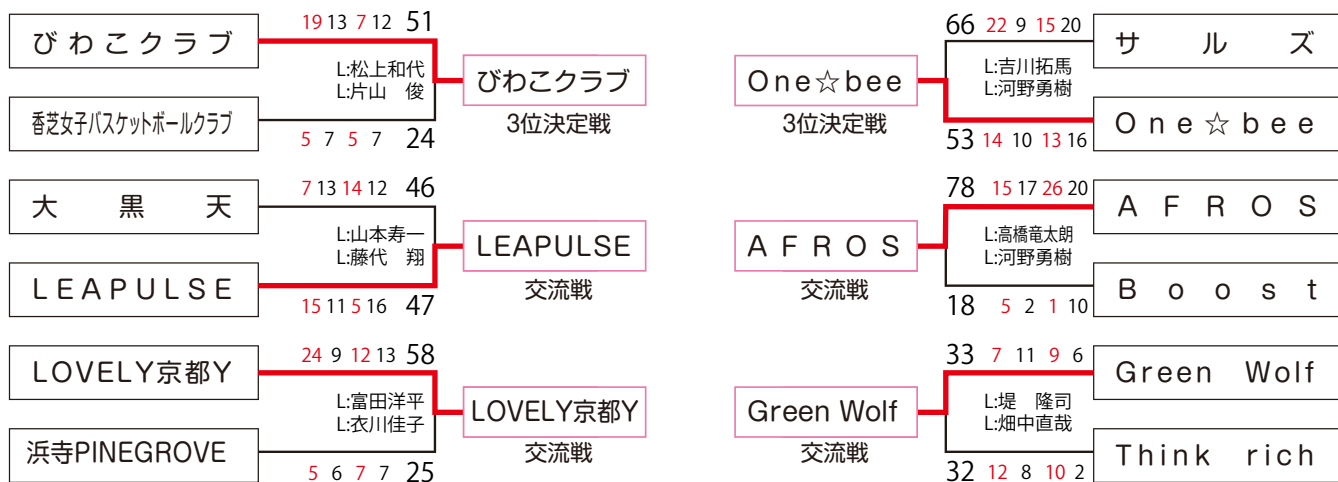 びわこクラブ
19 13 7 12 51
L:松上和代
L:片山 俊
香芝女子バスケットボールクラブ
5 7 5 7 24
びわこクラブ
3位決定戦
大黒天
7 13 14 12 46
L:山本寿一
L:藤代 翔
LEAPULSE
15 11 5 16 47
LEAPULSE
交流戦
LOVELY京都Y
24 9 12 13 58
L:富田洋平
L:衣川佳子
浜寺PINEGROVE
5 6 7 7 25
LOVELY京都Y
交流戦
66 22 9 15 20
サルズ
L:吉川拓馬
L:河野勇樹
One☆bee
3位決定戦
53 14 10 13 16
One☆bee
78 15 17 26 20
AFROS
L:高橋竜太朗
L:河野勇樹
AFROS
交流戦
18 5 2 1 10
Boost
33 7 11 9 6
Green Wolf
L:堤 隆司
L:畑中直哉
Green Wolf
交流戦
32 12 8 10 2
Think rich